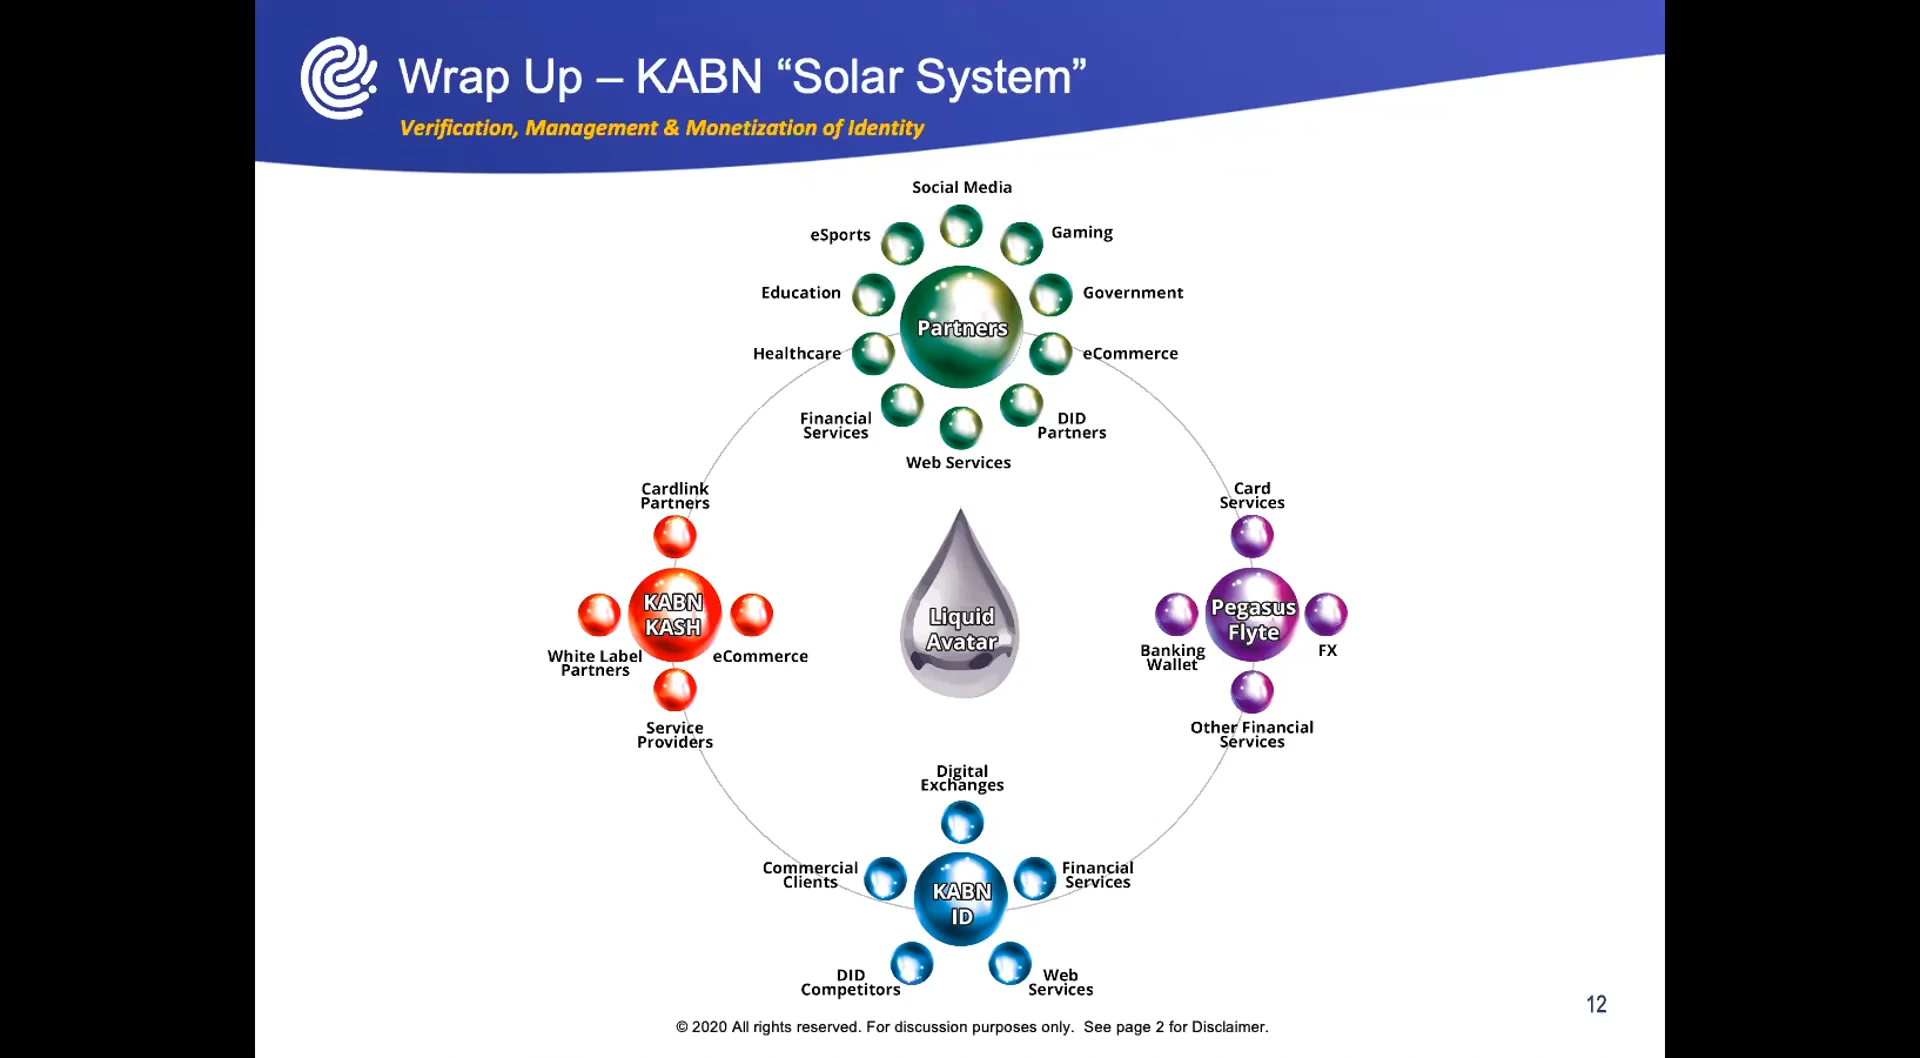 Wrap Up – KABN “Solar System”
Verification, Management & Monetization of Identity
Social Media
eSports
Gaming
Education
Government
Partners
Healthcare
eCommerce
Financial
Services
DID
Partners
Web Services
Cardlink
Partners
KABN
KASH
White Label
Partners
eCommerce
Service
Providers
Liquid
Avatar
Card
Services
Pegasus
Flyte
Banking
Wallet
FX
Other Financial
Services
Digital
Exchanges
Commercial
Clients
Financial
Services
KABN
ID
DID
Competitors
Web
Services
12
© 2020 All rights reserved. For discussion purposes only. See page 2 for Disclaimer.